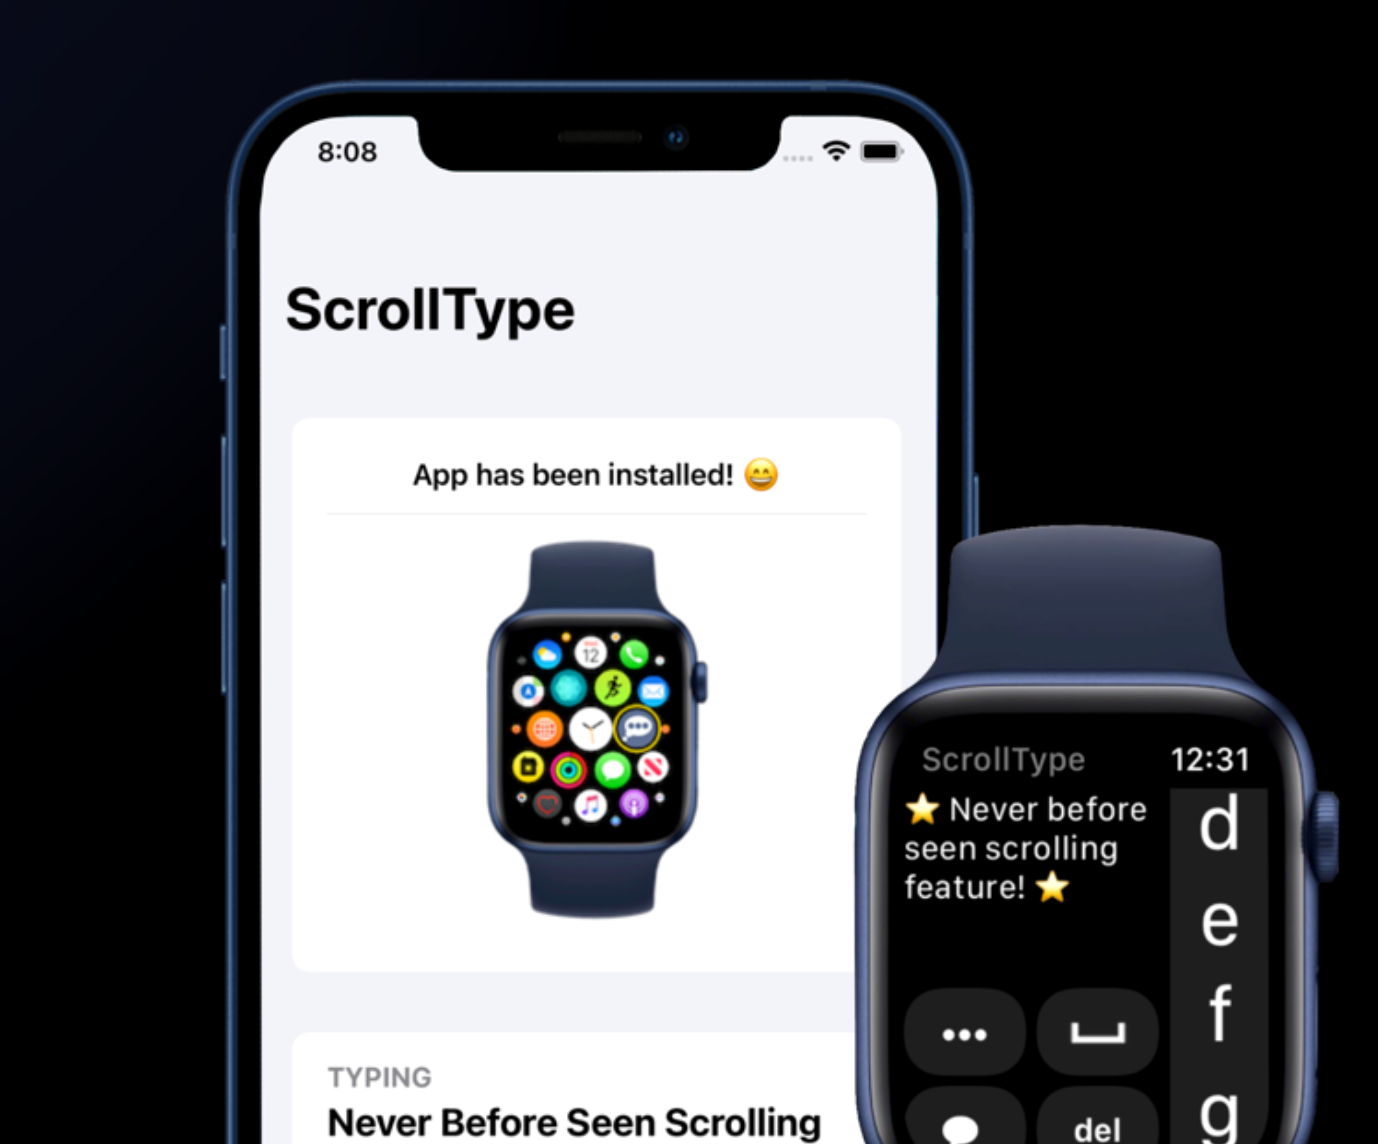 8:08
ScrollType
App has been installed! 😄
12
ScrollType
12:31
⭐ Never before
seen scrolling
feature! ⭐
d
e
f
g
•••
del
TYPING
Never Before Seen Scrolling